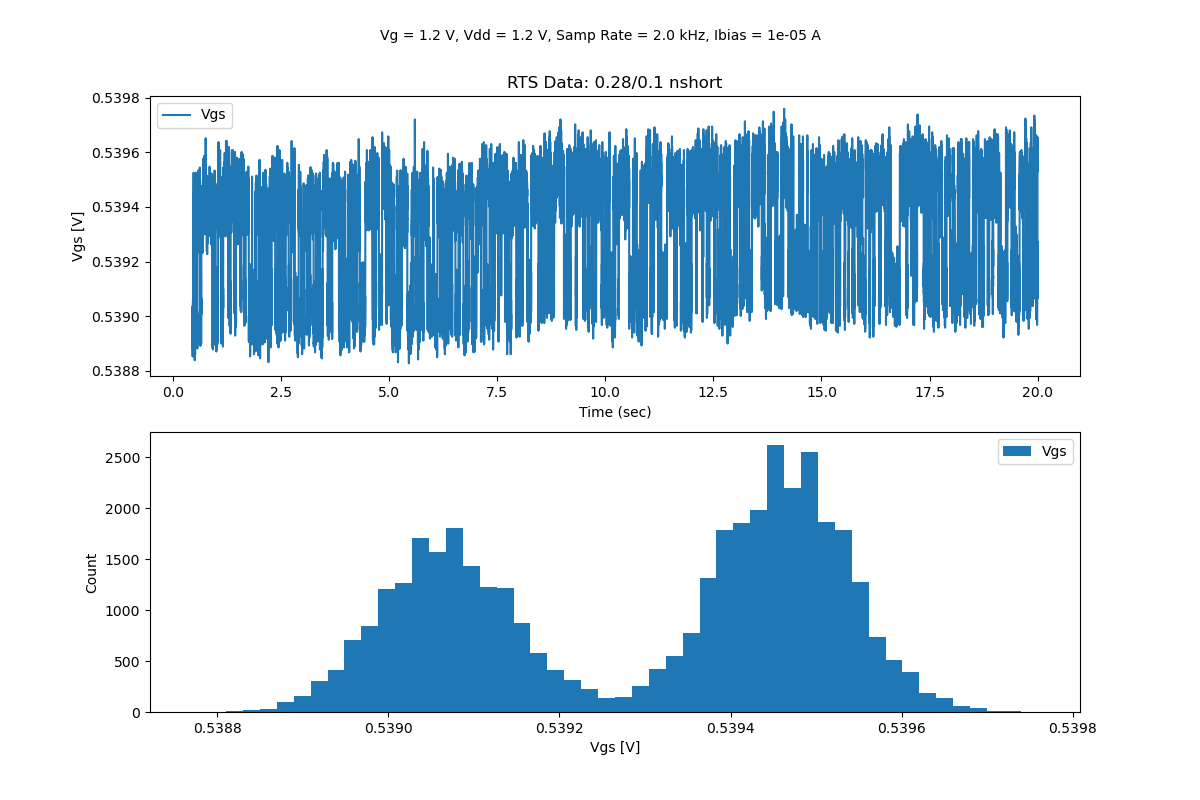 Vg = 1.2 V, Vdd = 1.2 V, Samp Rate = 2.0 kHz, Ibias = 1e-05 A
RTS Data: 0.28/0.1 nshort
Vgs
Vgs [V]
0.5398
0.5396
0.5394
0.5392
0.5390
0.5388
0.0 2.5 5.0 7.5 10.0 12.5 15.0 17.5 20.0
Time (sec)
Vgs
Count
2500
2000
1500
1000
500
0
0.5388 0.5390 0.5392 0.5394 0.5396 0.5398
Vgs [V]